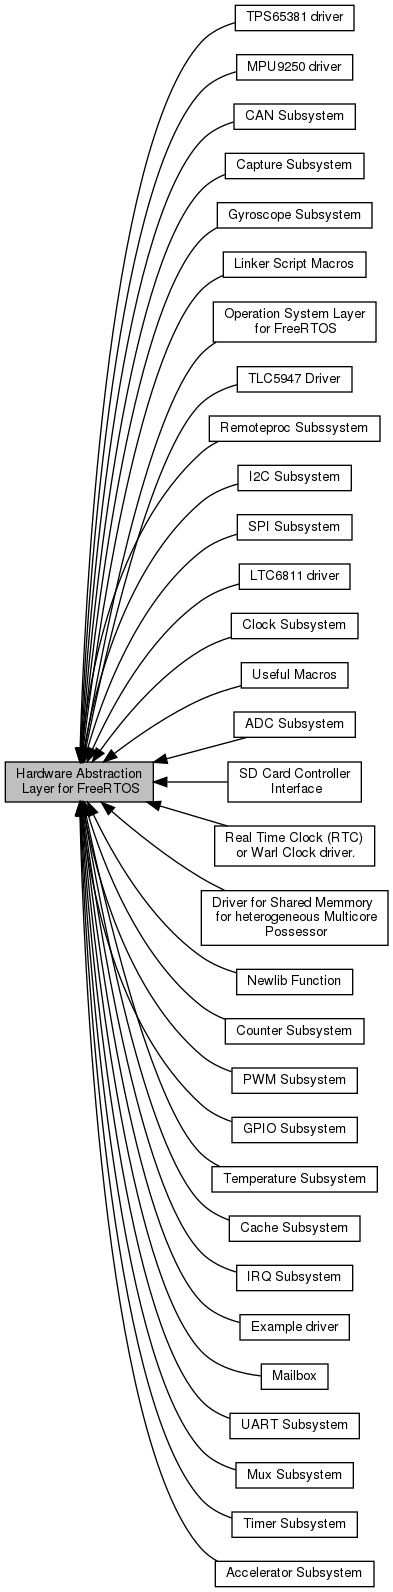 TPS65381 driver
MPU9250 driver
CAN Subsystem
Capture Subsystem
Gyroscope Subsystem
Linker Script Macros
Operation System Layer
for FreeRTOS
TLC5947 Driver
Remoteproc Subssystem
I2C Subsystem
SPI Subsystem
LTC6811 driver
Clock Subsystem
Useful Macros
ADC Subsystem
Hardware Abstraction
Layer for FreeRTOS
SD Card Controller
Interface
Real Time Clock (RTC)
or Warl Clock driver.
Driver for Shared Memmory
for heterogeneous Multicore
Possessor
Newlib Function
Counter Subsystem
PWM Subsystem
GPIO Subsystem
Temperature Subsystem
Cache Subsystem
IRQ Subsystem
Example driver
Mailbox
UART Subsystem
Mux Subsystem
Timer Subsystem
Accelerator Subsystem